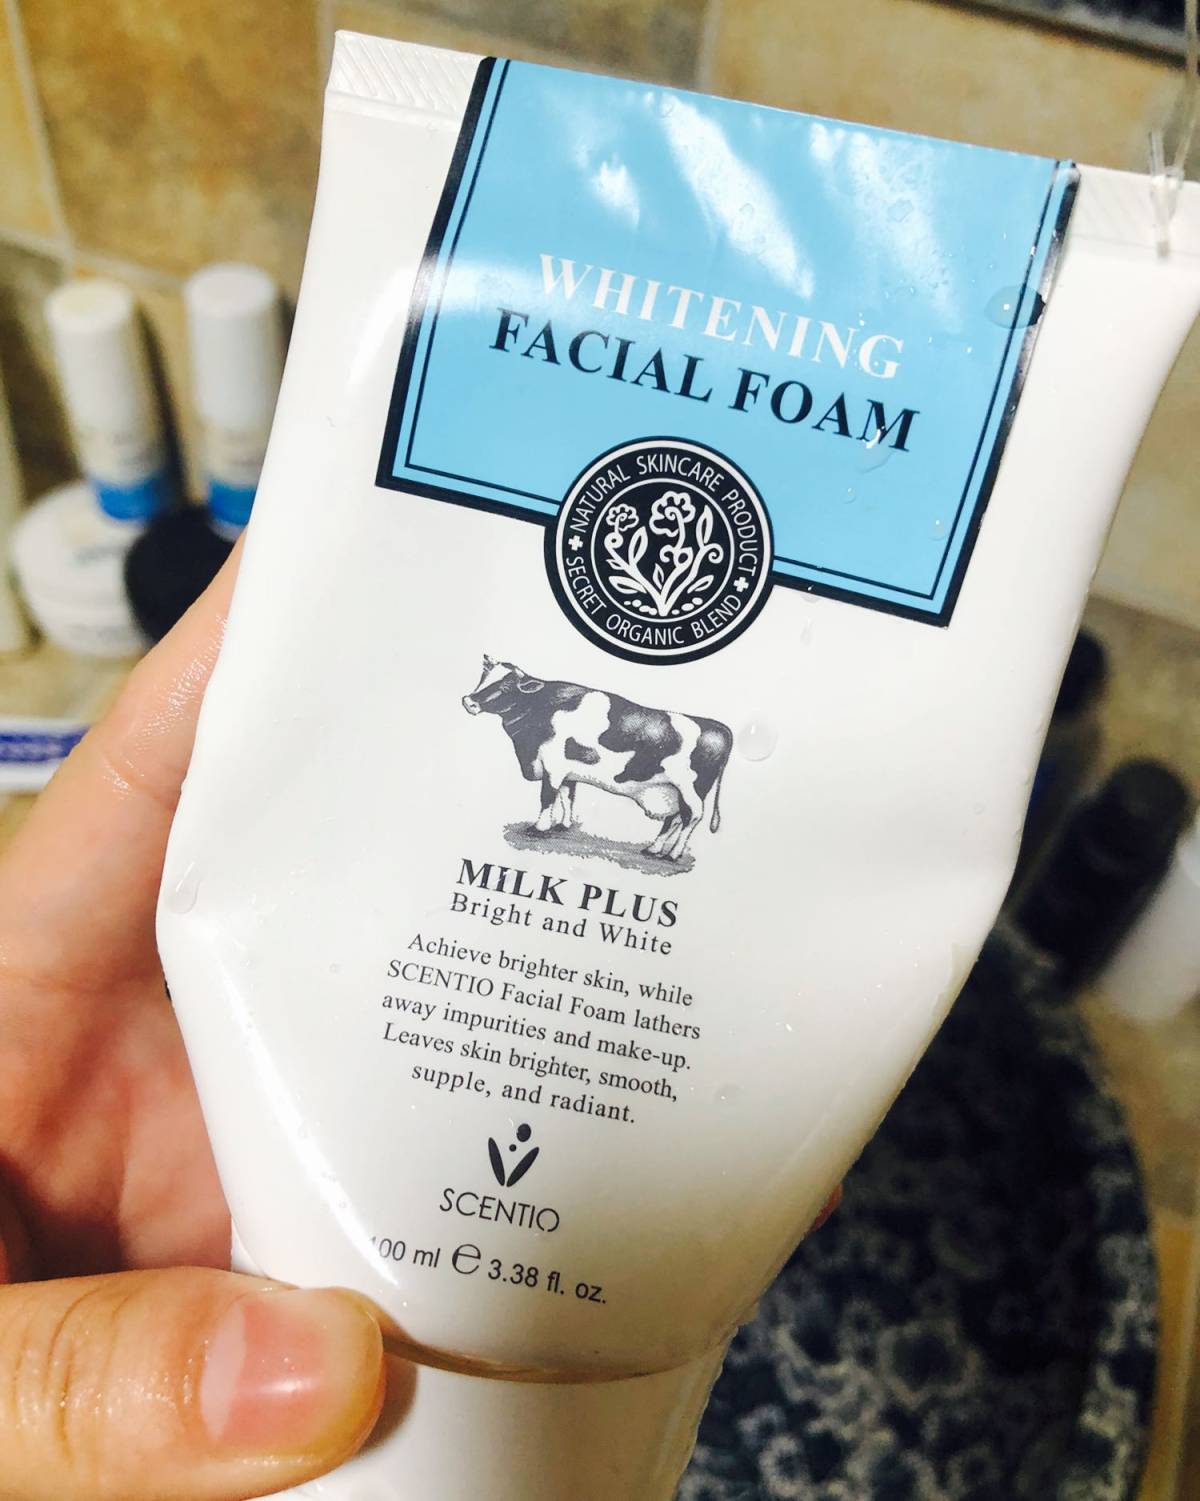 WHITENING
FACIAL FOAM
NATURAL SKINCARE PRODUCT
SECRET ORGANIC BLEND
MILK PLUS
Bright and White
Achieve brighter skin, while
SCENTIO Facial Foam lathers
away impurities and make-up.
Leaves skin brighter, smooth,
supple, and radiant.
SCENTIO
100 ml ℮ 3.38 fl. oz.